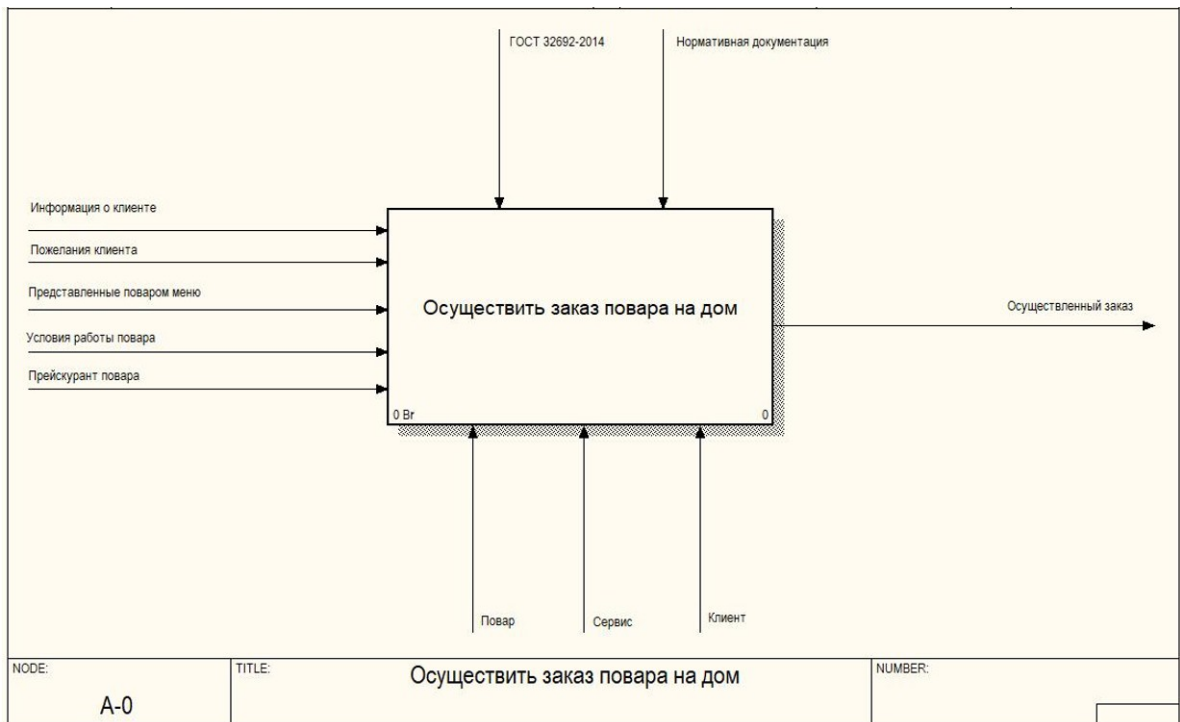 ГОСТ 32692-2014
Нормативная документация
Информация о клиенте
Пожелания клиента
Представленные поваром меню
Условия работы повара
Прейскурант повара
Осуществить заказ повара на дом
0 Br
0
Осуществленный заказ
Повар
Сервис
Клиент
NODE:
A-0
TITLE:
Осуществить заказ повара на дом
NUMBER: